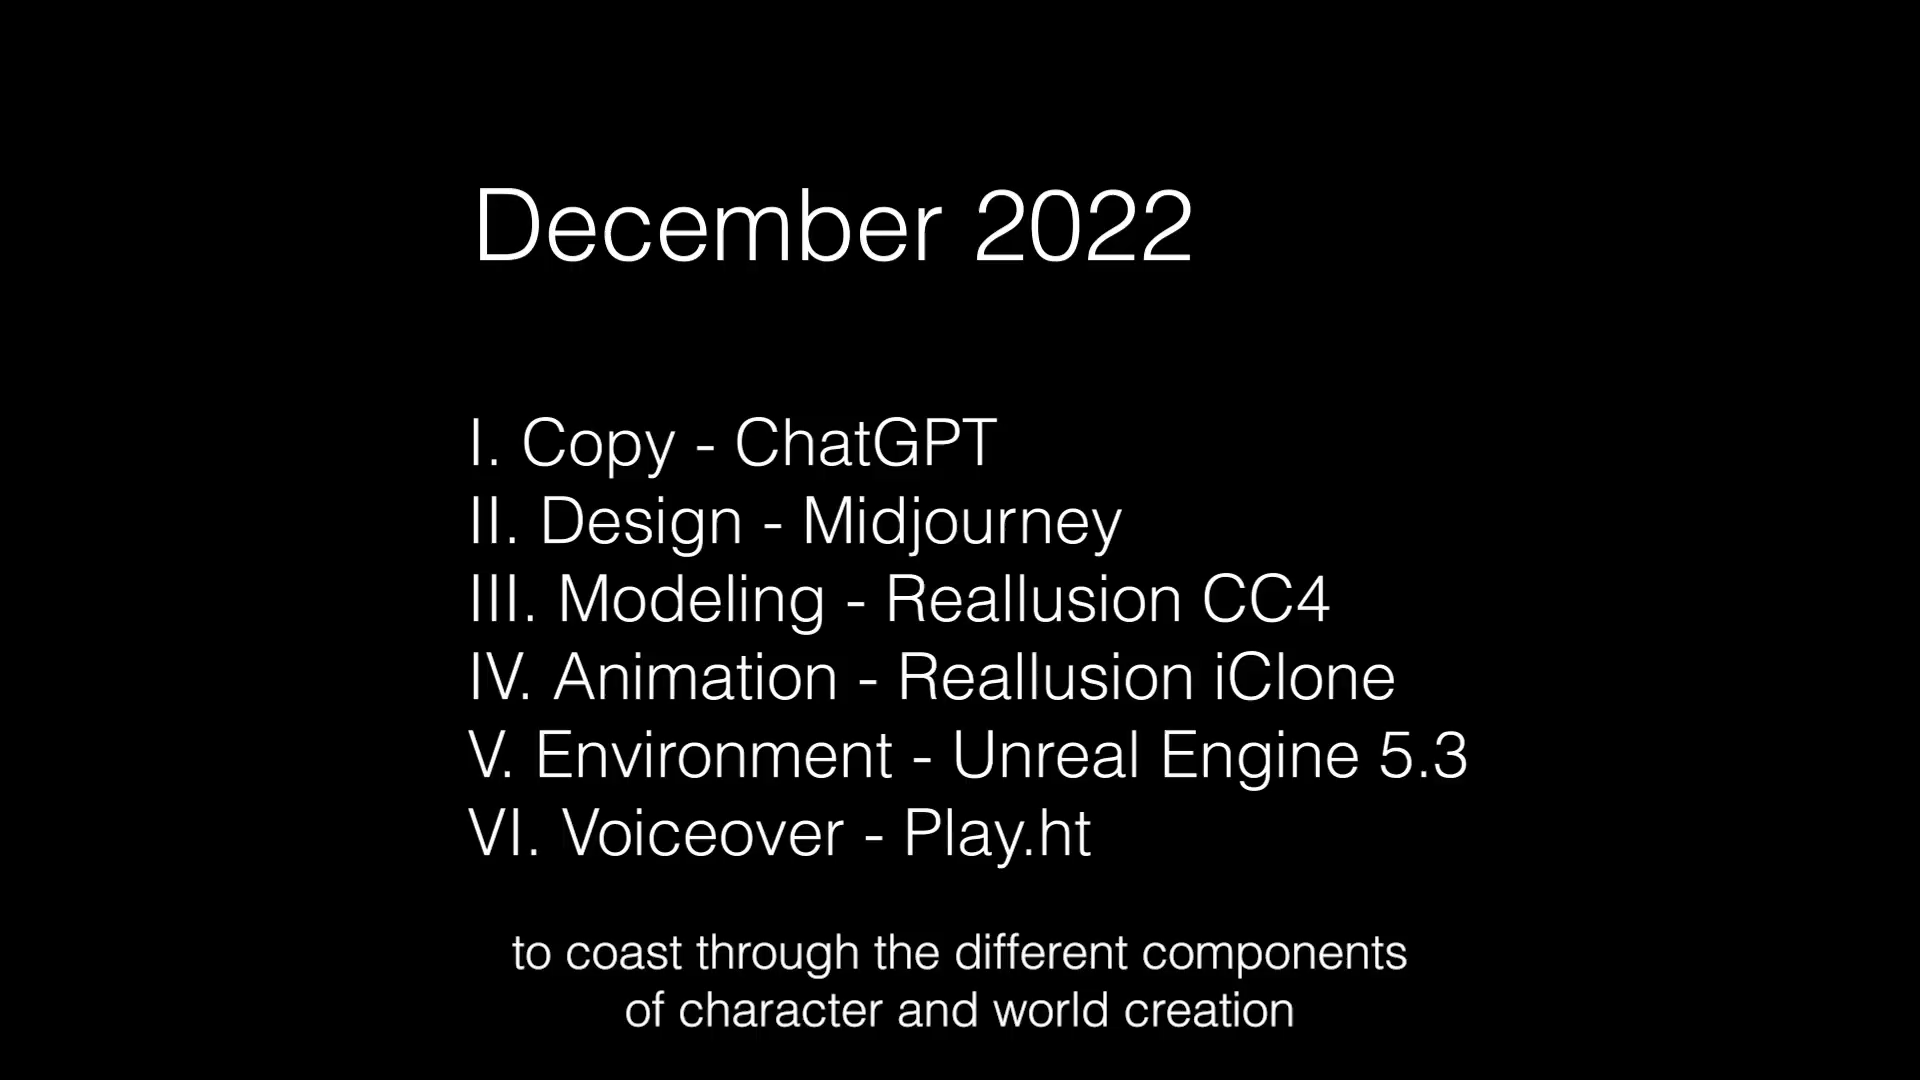 December 2022
I. Copy - ChatGPT
II. Design - Midjourney
III. Modeling - Reallusion CC4
IV. Animation - Reallusion iClone
V. Environment - Unreal Engine 5.3
VI. Voiceover - Play.ht
to coast through the different components
of character and world creation